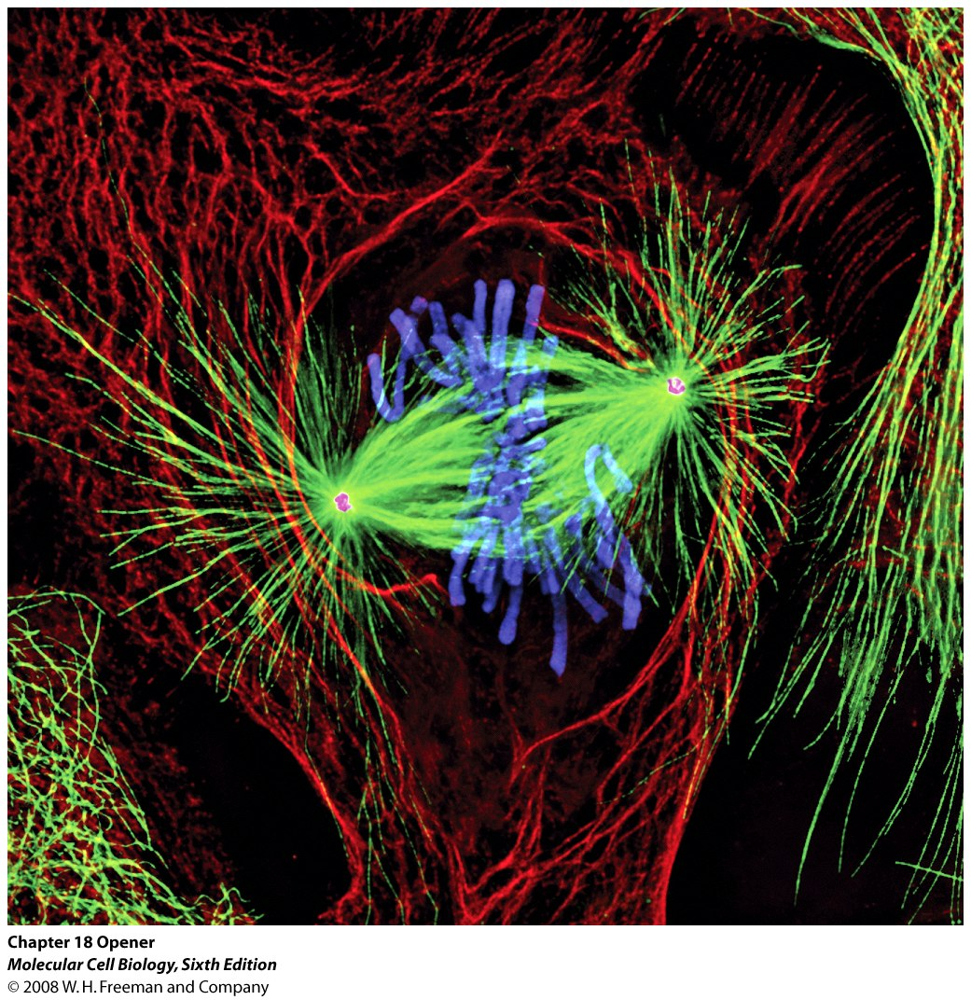 Chapter 18 Opener
Molecular Cell Biology, Sixth Edition
© 2008 W. H. Freeman and Company